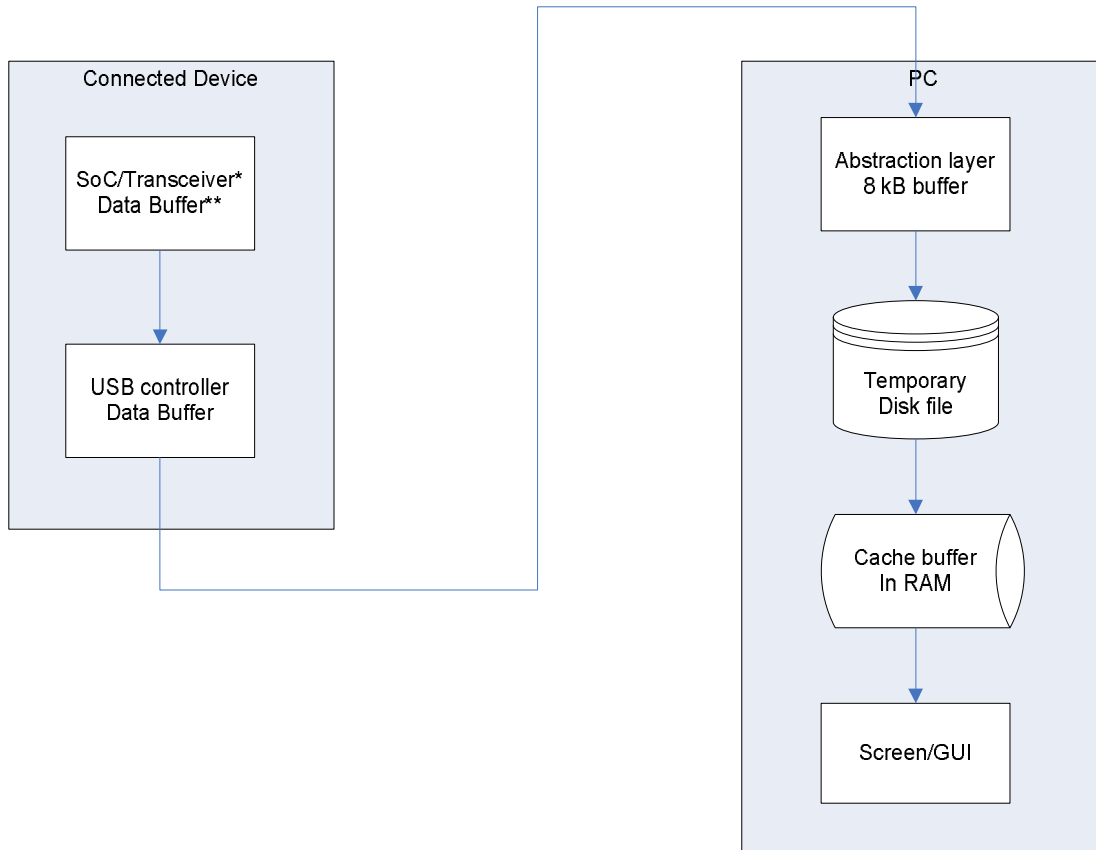 Connected Device
SoC/Transceiver*
Data Buffer**
USB controller
Data Buffer
PC
Abstraction layer
8 kB buffer
Temporary
Disk file
Cache buffer
In RAM
Screen/GUI